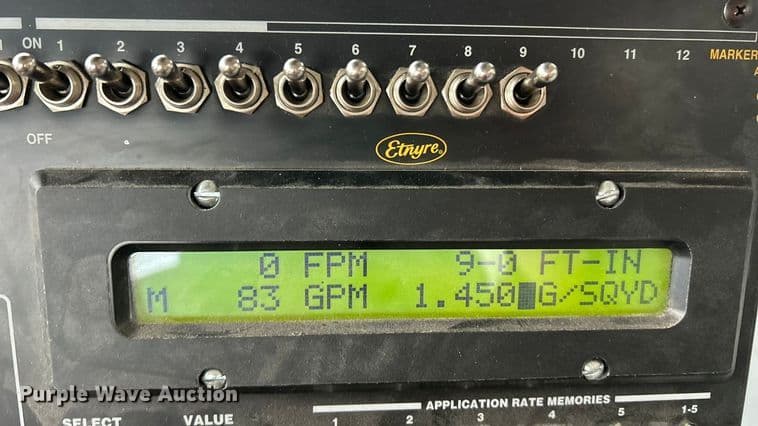 ON 1 2 3 4 5 6 7 8 9 10 11 12 MARKER
OFF
Etnyre
0 FPM 9-0 FT-IN
M 83 GPM 1.450 G/SQYD
Purple Wave Auction
SELECT VALUE APPLICATION RATE MEMORIES
1 2 3 4 5 1-5